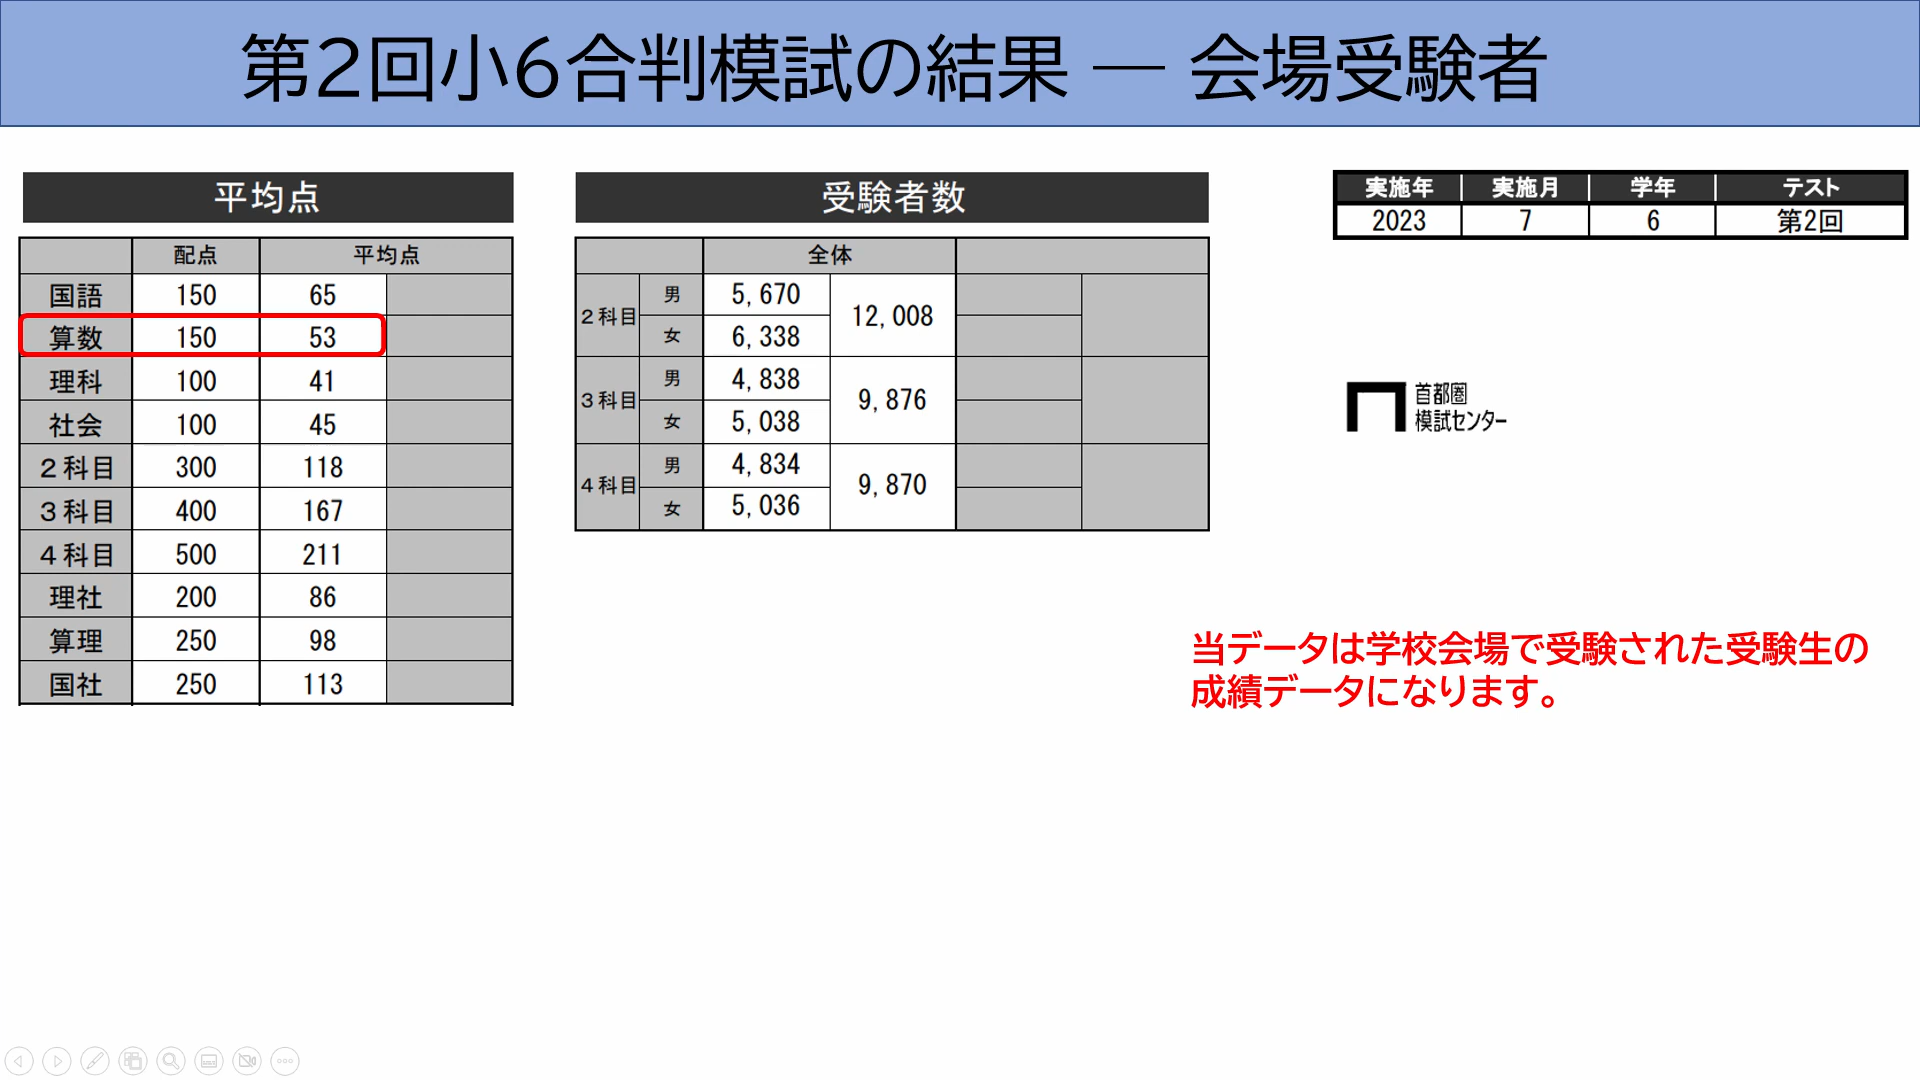 第2回小6合判模試の結果 ― 会場受験者
平均点
配点 平均点
国語 150 65
算数 150 53
理科 100 41
社会 100 45
２科目 300 118
３科目 400 167
４科目 500 211
理社 200 86
算理 250 98
国社 250 113
受験者数
全体
２科目 男 5,670 12,008
女 6,338
３科目 男 4,838 9,876
女 5,038
４科目 男 4,834 9,870
女 5,036
実施年 実施月 学年 テスト
2023 7 6 第2回
首都圏
模試センター
当データは学校会場で受験された受験生の
成績データになります。